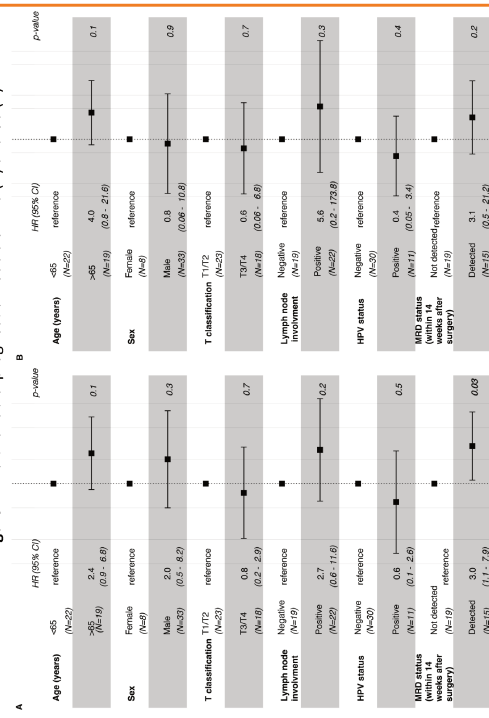 A
HR (95% CI)
p-value
Age (years)
<65
(N=22)
reference
>65
(N=19)
2.4
(0.9 - 6.8)
0.1
Sex
Female
(N=8)
reference
Male
(N=33)
2.0
(0.5 - 8.2)
0.3
T classification
T1/T2
(N=23)
reference
T3/T4
(N=18)
0.8
(0.2 - 2.9)
0.7
Lymph node
involvment
Negative
(N=19)
reference
Positive
(N=22)
2.7
(0.6 - 11.6)
0.2
HPV status
Negative
(N=30)
reference
Positive
(N=11)
0.6
(0.1 - 2.6)
0.5
MRD status
(within 14
weeks after
surgery)
Not detected
(N=19)
reference
Detected
(N=15)
3.0
(1.1 - 7.9)
0.03
B
HR (95% CI)
p-value
Age (years)
<65
(N=22)
reference
>65
(N=19)
4.0
(0.8 - 21.6)
0.1
Sex
Female
(N=8)
reference
Male
(N=33)
0.8
(0.06 - 10.8)
0.9
T classification
T1/T2
(N=23)
reference
T3/T4
(N=18)
0.6
(0.06 - 6.8)
0.7
Lymph node
involvment
Negative
(N=19)
reference
Positive
(N=22)
5.6
(0.2 - 173.8)
0.3
HPV status
Negative
(N=30)
reference
Positive
(N=11)
0.4
(0.05 - 3.4)
0.4
MRD status
(within 14
weeks after
surgery)
Not detected
(N=19)
reference
Detected
(N=15)
3.1
(0.5 - 21.2)
0.2